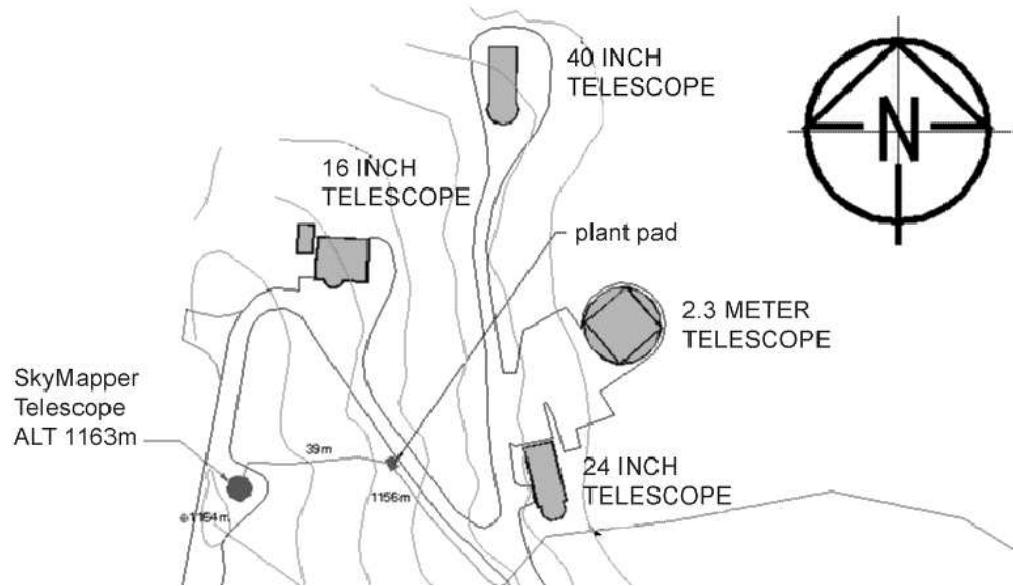 40 INCH
TELESCOPE
N
16 INCH
TELESCOPE
plant pad
2.3 METER
TELESCOPE
SkyMapper
Telescope
ALT 1163m
39m
24 INCH
TELESCOPE
1156m
1164m